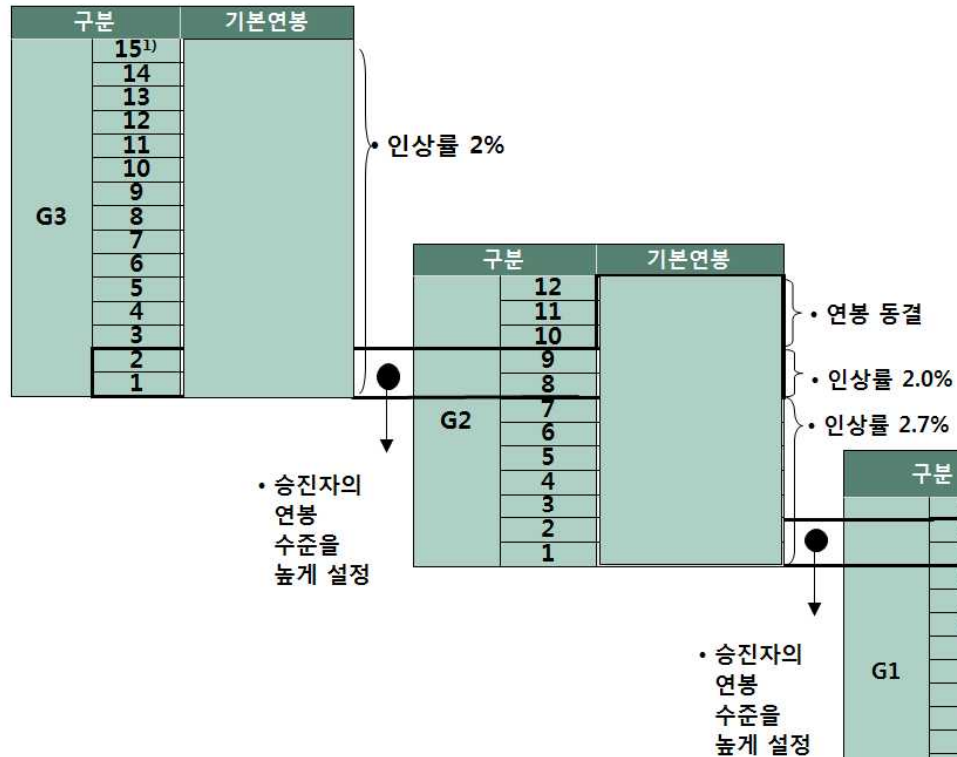 구분 기본연봉
15¹⁾
14
13
12
11
10
9
8
7
6
5
4
3
2
1
G3
• 인상률 2%
구분 기본연봉
12
11
10
9
8
7
6
5
4
3
2
1
G2
• 연봉 동결
• 인상률 2.0%
• 인상률 2.7%
• 승진자의
연봉
수준을
높게 설정
구분
G1
• 승진자의
연봉
수준을
높게 설정